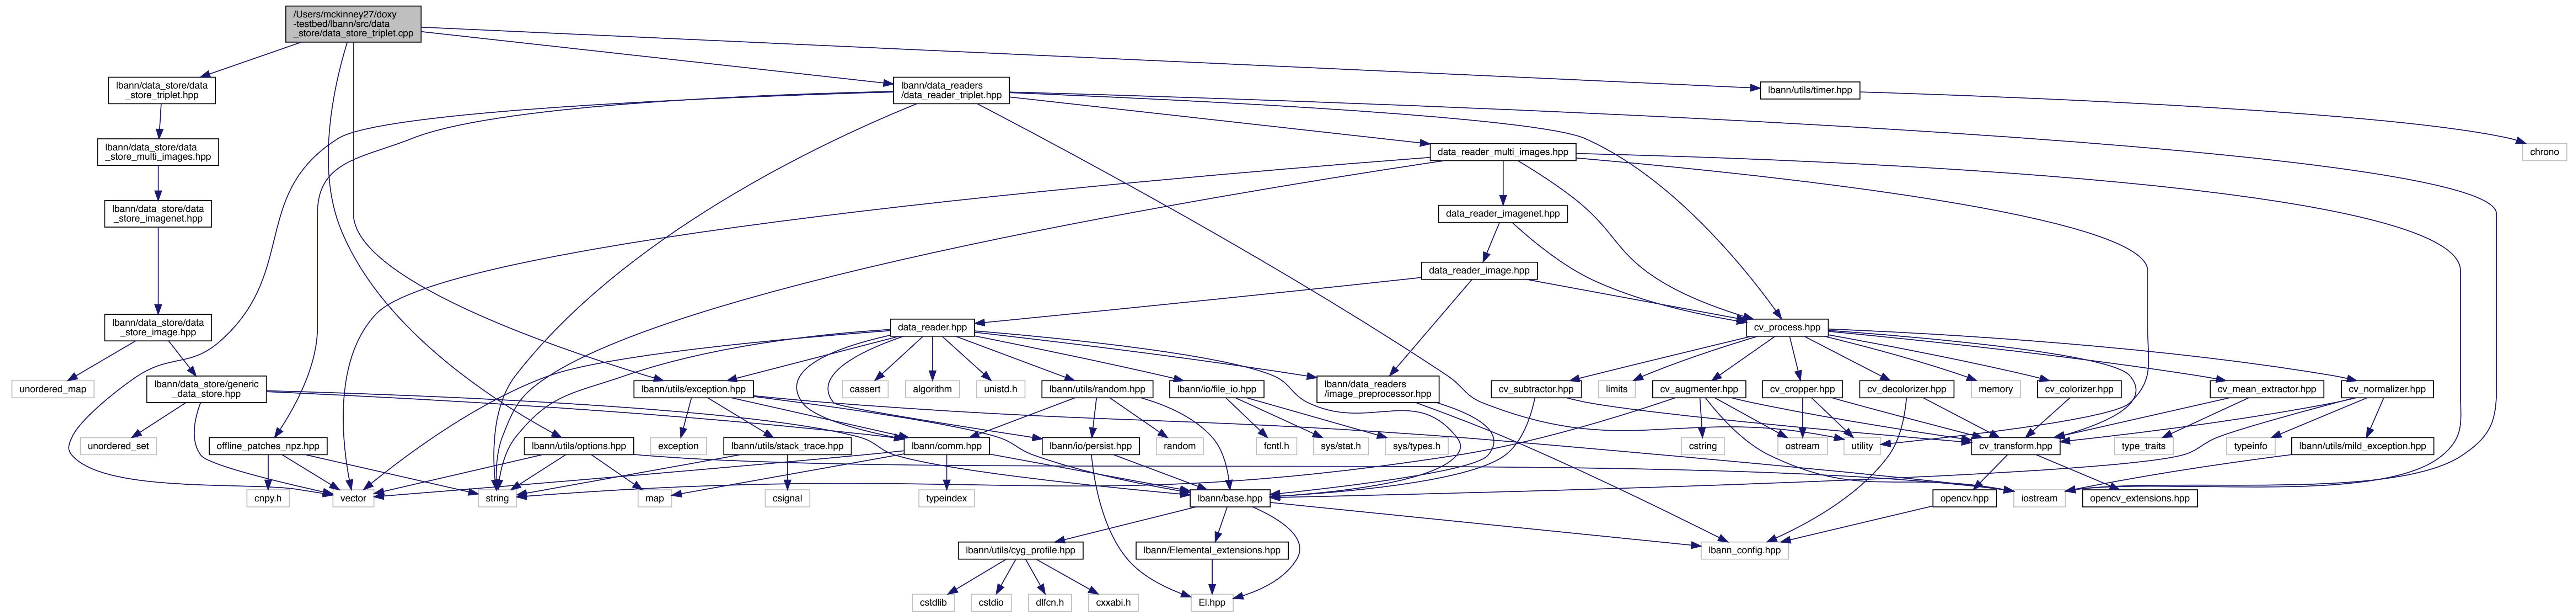 /Users/mckinney27/doxy
-testbed/lbann/src/data
_store/data_store_triplet.cpp
lbann/data_store/data
_store_triplet.hpp
lbann/data_readers
/data_reader_triplet.hpp
lbann/utils/timer.hpp
lbann/data_store/data
_store_multi_images.hpp
data_reader_multi_images.hpp
chrono
lbann/data_store/data
_store_imagenet.hpp
data_reader_imagenet.hpp
data_reader_image.hpp
lbann/data_store/data
_store_image.hpp
data_reader.hpp
cv_process.hpp
unordered_map
lbann/data_store/generic
_data_store.hpp
lbann/utils/exception.hpp
cassert
algorithm
unistd.h
lbann/utils/random.hpp
lbann/io/file_io.hpp
lbann/data_readers
/image_preprocessor.hpp
cv_subtractor.hpp
limits
cv_augmenter.hpp
cv_cropper.hpp
cv_decolorizer.hpp
memory
cv_colorizer.hpp
cv_mean_extractor.hpp
cv_normalizer.hpp
unordered_set
offline_patches_npz.hpp
lbann/utils/options.hpp
exception
lbann/utils/stack_trace.hpp
lbann/comm.hpp
lbann/io/persist.hpp
random
fcntl.h
sys/stat.h
sys/types.h
cstring
ostream
utility
cv_transform.hpp
type_traits
typeinfo
lbann/utils/mild_exception.hpp
cnpy.h
vector
string
map
csignal
typeindex
lbann/base.hpp
opencv.hpp
iostream
opencv_extensions.hpp
lbann/utils/cyg_profile.hpp
lbann/Elemental_extensions.hpp
lbann_config.hpp
cstdlib
cstdio
dlfcn.h
cxxabi.h
El.hpp